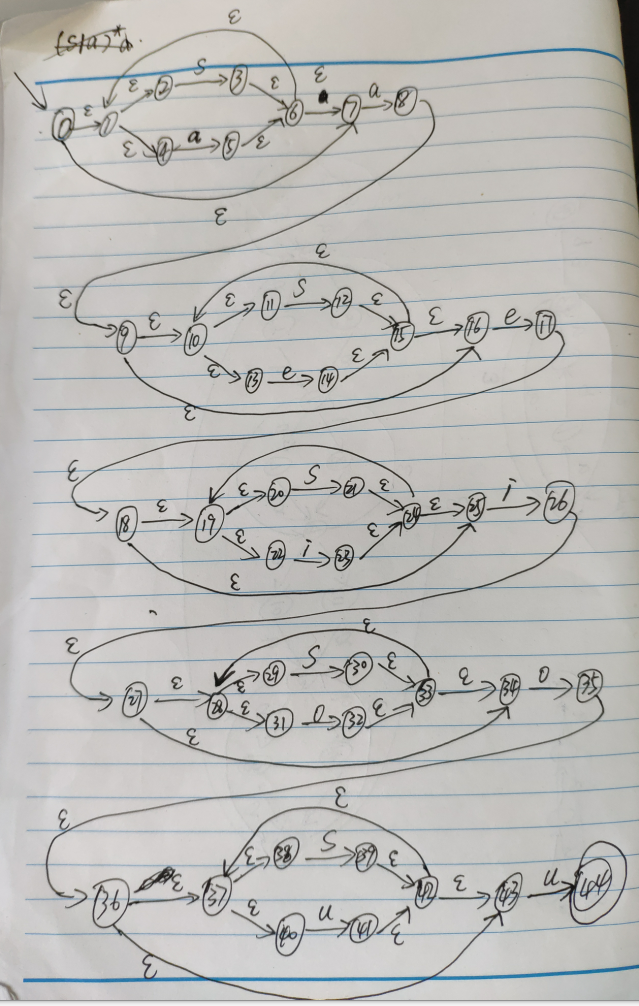 (s|a)*a.
ε
ε 2 S 3 ε ε
0 ε 1 6 7 a 8
ε 4 a 5 ε
ε
ε
ε
ε 11 S 12 ε
9 ε 10 15 ε 16 e 17
ε 13 e 14 ε
ε
ε
ε 20 S 21 ε
18 ε 19 24 ε 25 i 26
ε 22 i 23 ε
ε
ε
ε
ε 29 S 30 ε
27 ε 28 33 ε 34 0 35
ε 31 0 32 ε
ε
ε
ε
ε 38 S 39 ε
36 ε 37 42 ε 43 u 44
ε 40 u 41 ε
ε